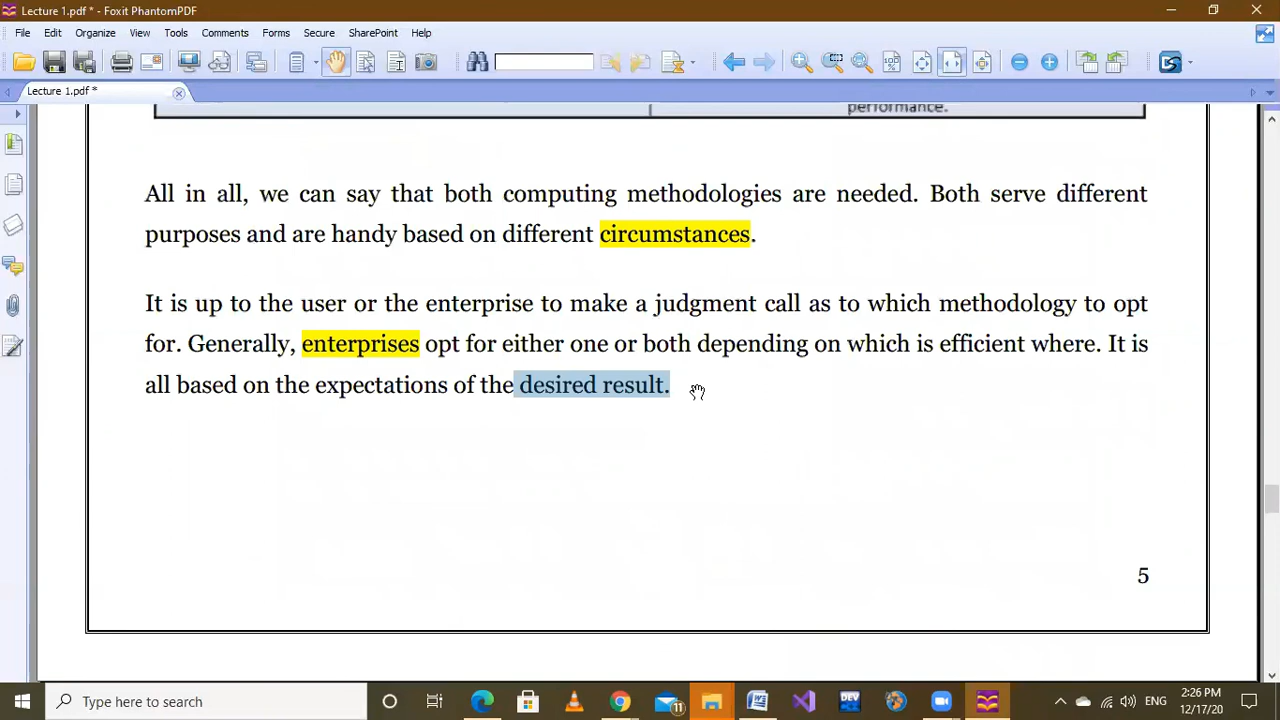 Lecture 1.pdf * - Foxit PhantomPDF
File Edit Organize View Tools Comments Forms Secure SharePoint Help
Lecture 1.pdf *
performance.
All in all, we can say that both computing methodologies are needed. Both serve different
purposes and are handy based on different circumstances.
It is up to the user or the enterprise to make a judgment call as to which methodology to opt
for. Generally, enterprises opt for either one or both depending on which is efficient where. It is
all based on the expectations of the desired result.
5
Type here to search
11
DEV
ENG
2:26 PM
12/17/20